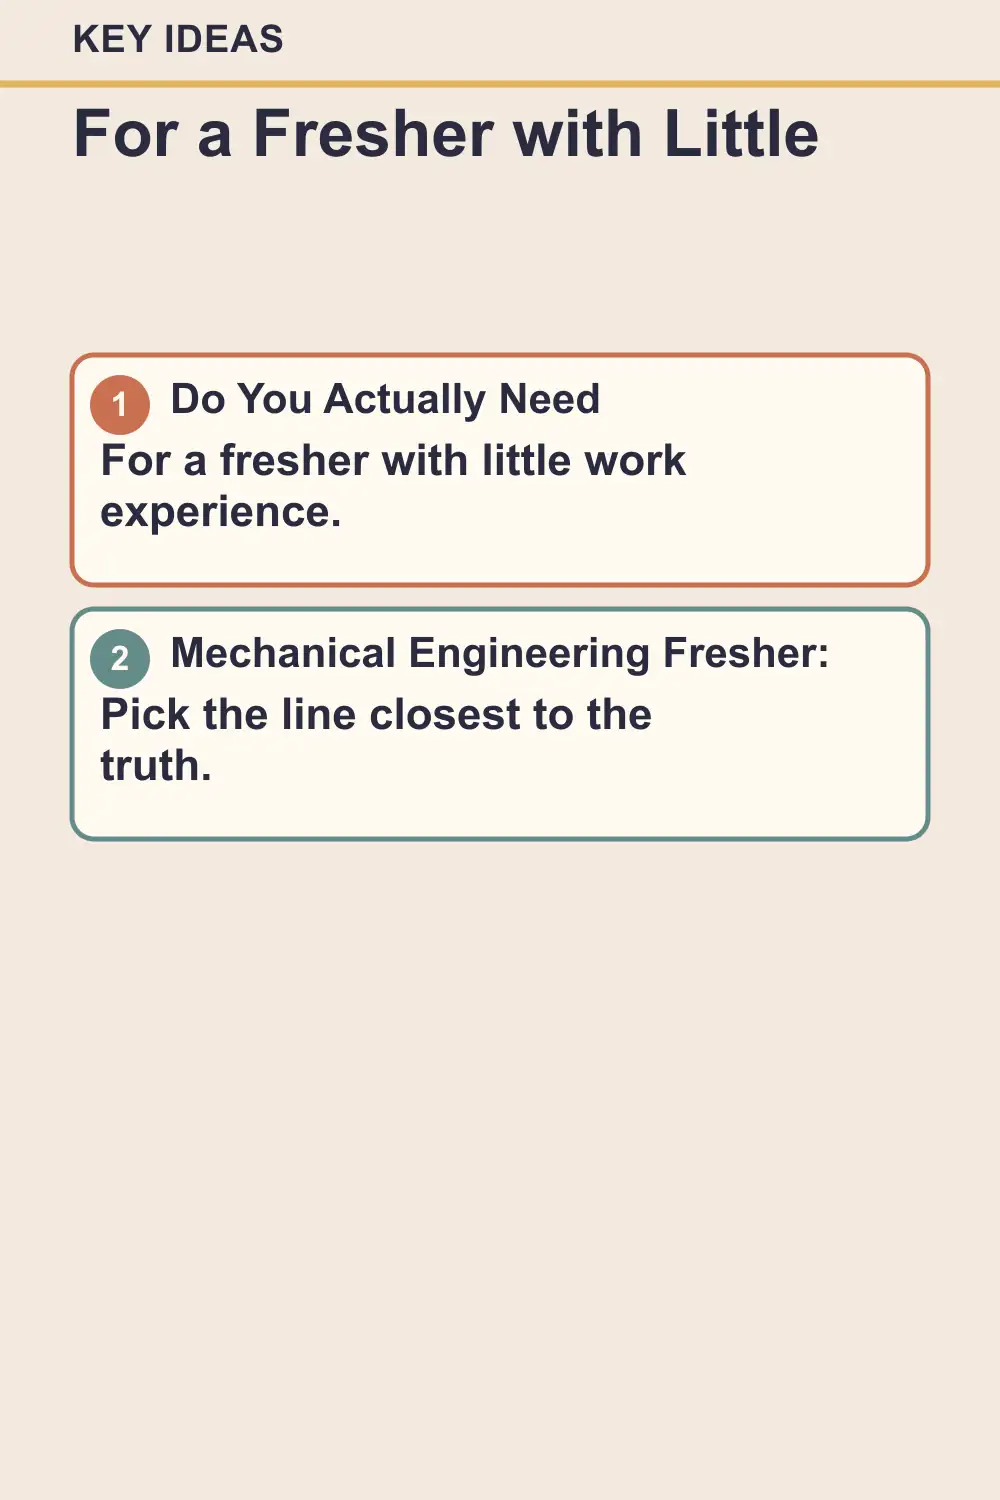 KEY IDEAS
For a Fresher with Little
1 Do You Actually Need
For a fresher with little work
experience.
2 Mechanical Engineering Fresher:
Pick the line closest to the
truth.